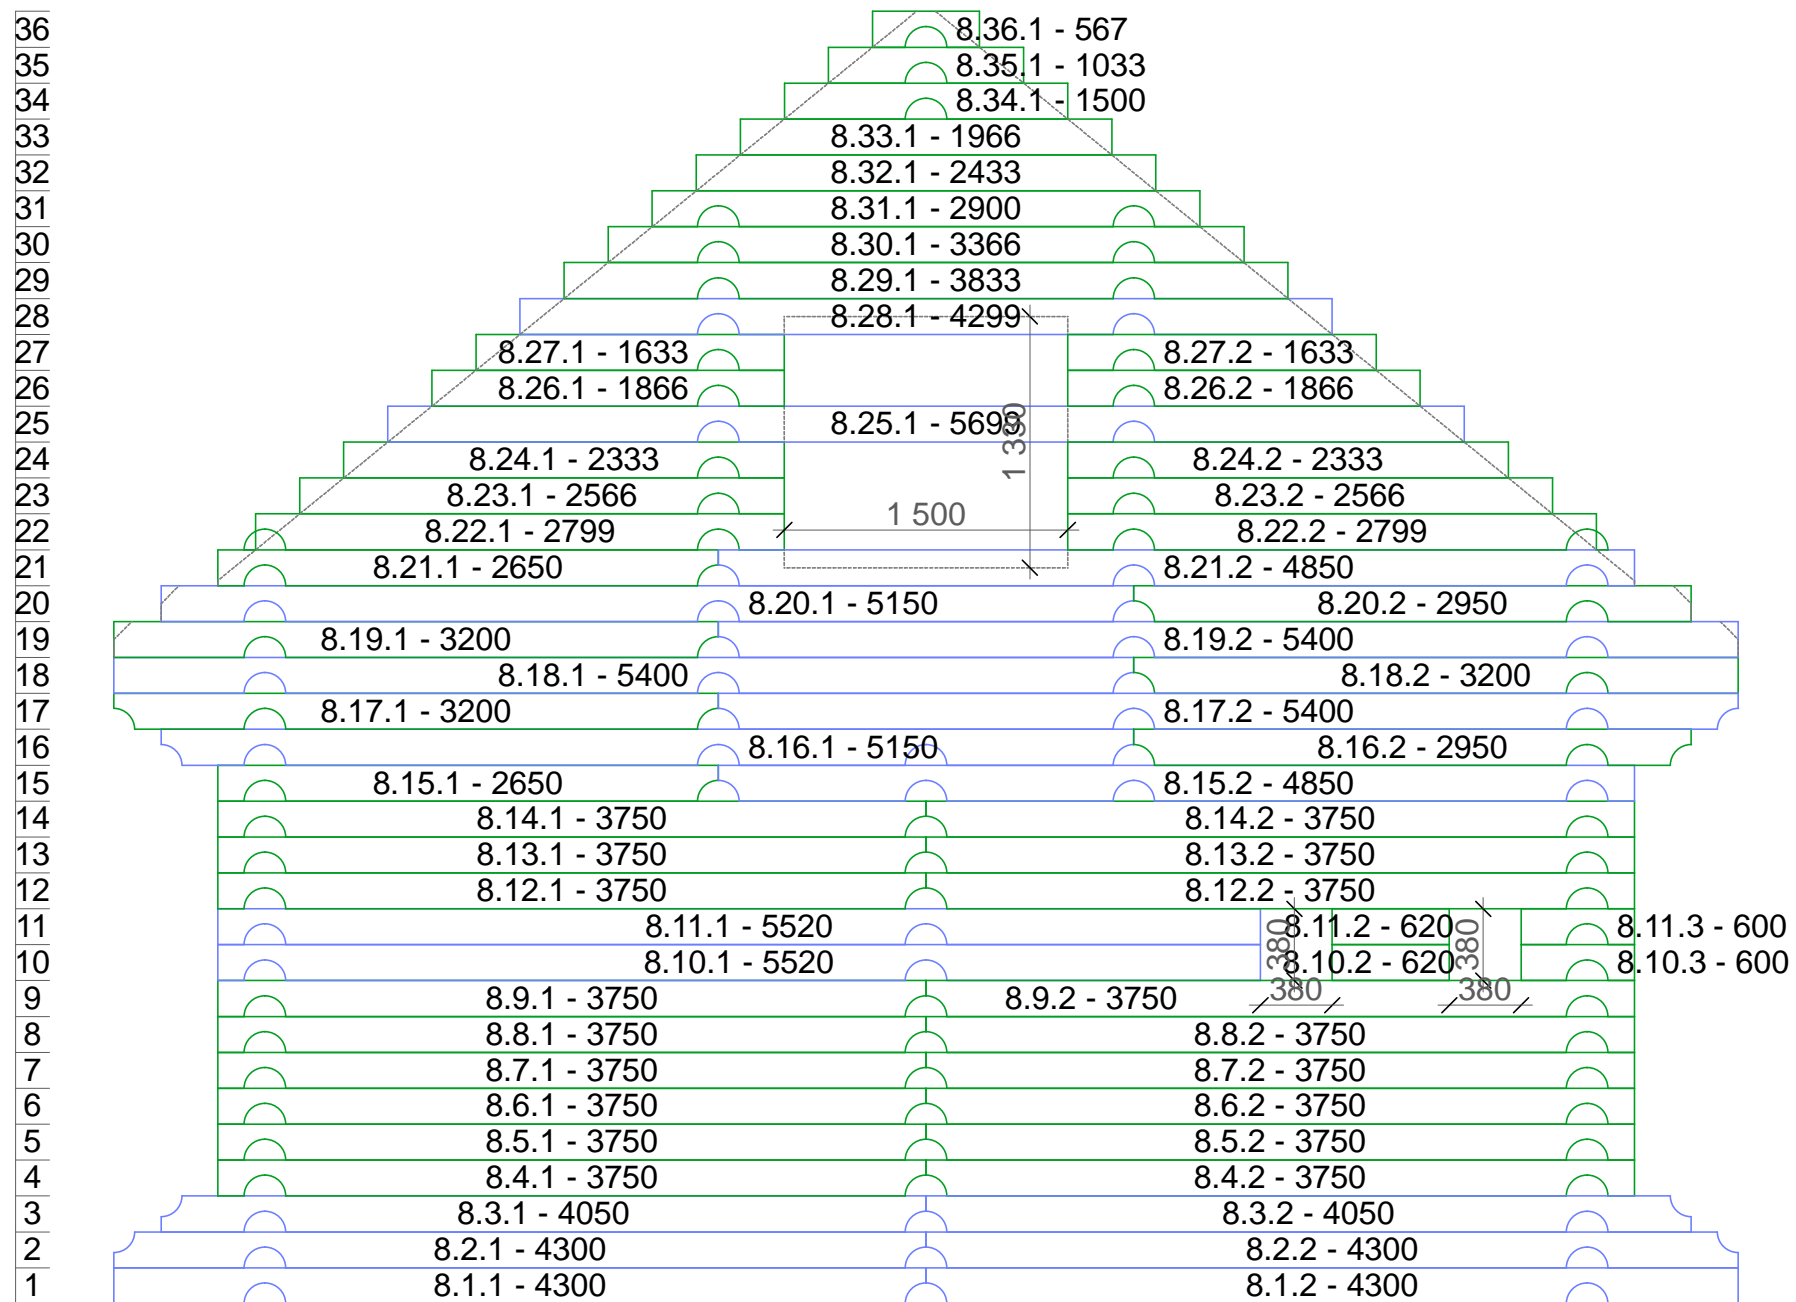 36 8.36.1 - 567
35 8.35.1 - 1033
34 8.34.1 - 1500
33 8.33.1 - 1966
32 8.32.1 - 2433
31 8.31.1 - 2900
30 8.30.1 - 3366
29 8.29.1 - 3833
28 8.28.1 - 4299
27 8.27.1 - 1633 8.27.2 - 1633
26 8.26.1 - 1866 8.26.2 - 1866
25 8.25.1 - 5699
1 330
24 8.24.1 - 2333 8.24.2 - 2333
23 8.23.1 - 2566 8.23.2 - 2566
1 500
22 8.22.1 - 2799 8.22.2 - 2799
21 8.21.1 - 2650 8.21.2 - 4850
20 8.20.1 - 5150 8.20.2 - 2950
19 8.19.1 - 3200 8.19.2 - 5400
18 8.18.1 - 5400 8.18.2 - 3200
17 8.17.1 - 3200 8.17.2 - 5400
16 8.16.1 - 5150 8.16.2 - 2950
15 8.15.1 - 2650 8.15.2 - 4850
14 8.14.1 - 3750 8.14.2 - 3750
13 8.13.1 - 3750 8.13.2 - 3750
12 8.12.1 - 3750 8.12.2 - 3750
11 8.11.1 - 5520 8.11.2 - 620 8.11.3 - 600
380 380
10 8.10.1 - 5520 8.10.2 - 620 8.10.3 - 600
380 380
9 8.9.1 - 3750 8.9.2 - 3750
8 8.8.1 - 3750 8.8.2 - 3750
7 8.7.1 - 3750 8.7.2 - 3750
6 8.6.1 - 3750 8.6.2 - 3750
5 8.5.1 - 3750 8.5.2 - 3750
4 8.4.1 - 3750 8.4.2 - 3750
3 8.3.1 - 4050 8.3.2 - 4050
2 8.2.1 - 4300 8.2.2 - 4300
1 8.1.1 - 4300 8.1.2 - 4300